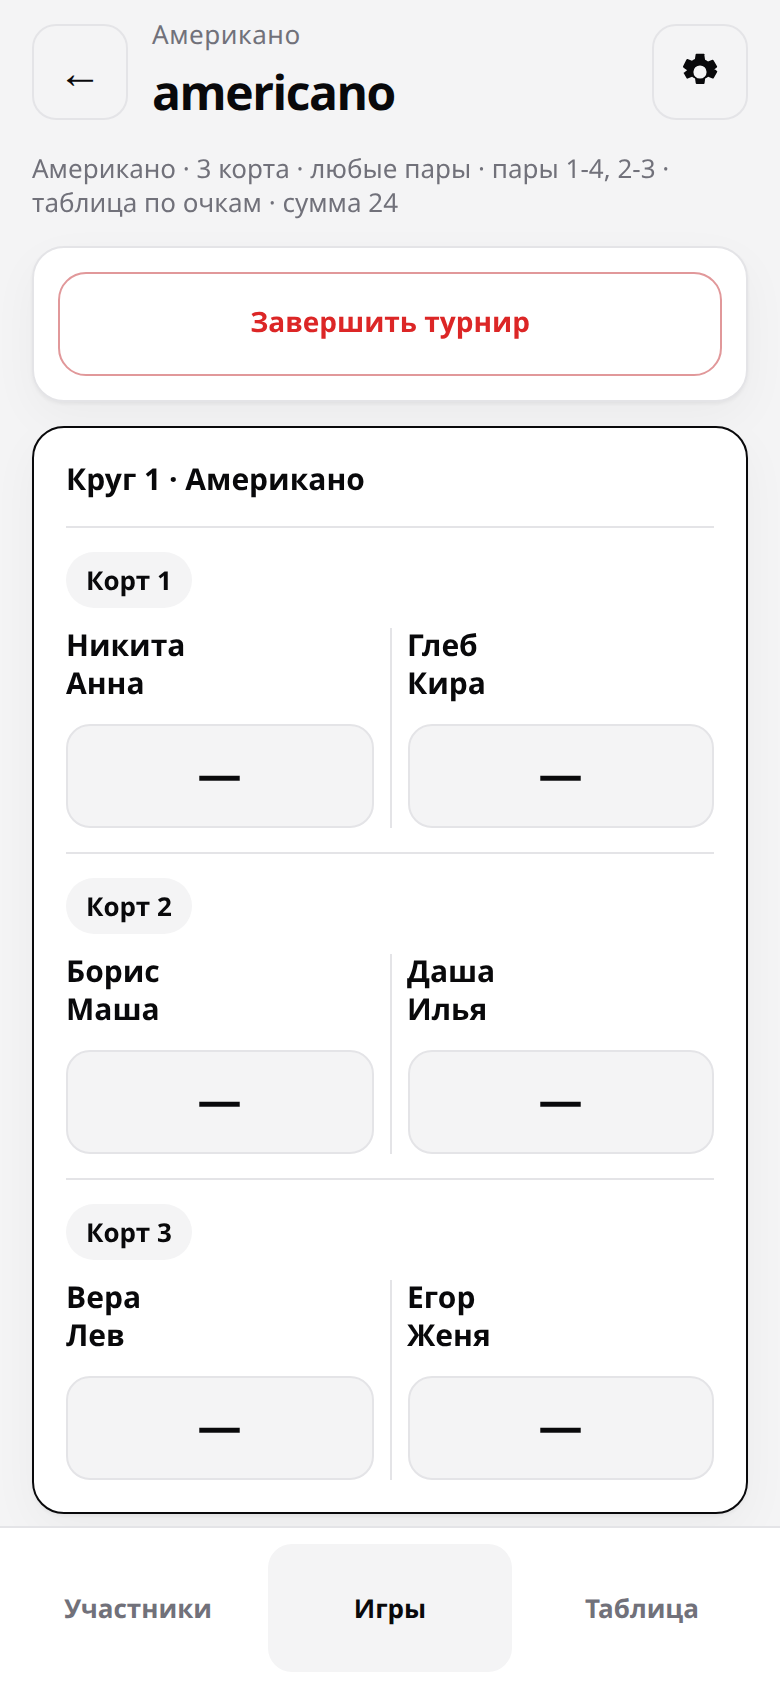 ←
Американо
americano
Американо · 3 корта · любые пары · пары 1-4, 2-3 ·
таблица по очкам · сумма 24
Завершить турнир
Круг 1 · Американо
Корт 1
Никита
Анна
Глеб
Кира
—
—
Корт 2
Борис
Маша
Даша
Илья
—
—
Корт 3
Вера
Лев
Егор
Женя
—
—
Участники
Игры
Таблица